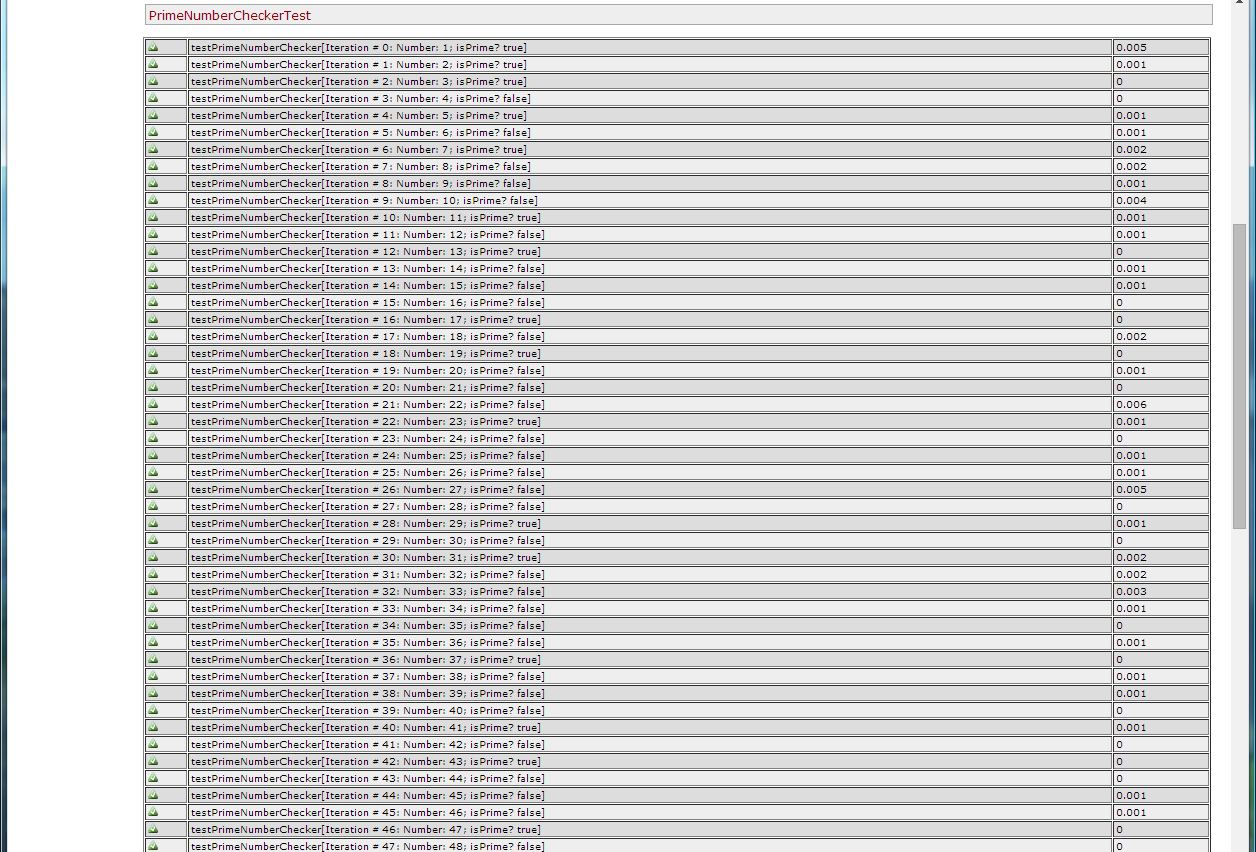 PrimeNumberCheckerTest
testPrimeNumberChecker[Iteration # 0: Number: 1; isPrime? true] 0.005
testPrimeNumberChecker[Iteration # 1: Number: 2; isPrime? true] 0.001
testPrimeNumberChecker[Iteration # 2: Number: 3; isPrime? true] 0
testPrimeNumberChecker[Iteration # 3: Number: 4; isPrime? false] 0
testPrimeNumberChecker[Iteration # 4: Number: 5; isPrime? true] 0.001
testPrimeNumberChecker[Iteration # 5: Number: 6; isPrime? false] 0.001
testPrimeNumberChecker[Iteration # 6: Number: 7; isPrime? true] 0.002
testPrimeNumberChecker[Iteration # 7: Number: 8; isPrime? false] 0.002
testPrimeNumberChecker[Iteration # 8: Number: 9; isPrime? false] 0.001
testPrimeNumberChecker[Iteration # 9: Number: 10; isPrime? false] 0.004
testPrimeNumberChecker[Iteration # 10: Number: 11; isPrime? true] 0.001
testPrimeNumberChecker[Iteration # 11: Number: 12; isPrime? false] 0.001
testPrimeNumberChecker[Iteration # 12: Number: 13; isPrime? true] 0
testPrimeNumberChecker[Iteration # 13: Number: 14; isPrime? false] 0.001
testPrimeNumberChecker[Iteration # 14: Number: 15; isPrime? false] 0.001
testPrimeNumberChecker[Iteration # 15: Number: 16; isPrime? false] 0
testPrimeNumberChecker[Iteration # 16: Number: 17; isPrime? true] 0
testPrimeNumberChecker[Iteration # 17: Number: 18; isPrime? false] 0.002
testPrimeNumberChecker[Iteration # 18: Number: 19; isPrime? true] 0
testPrimeNumberChecker[Iteration # 19: Number: 20; isPrime? false] 0.001
testPrimeNumberChecker[Iteration # 20: Number: 21; isPrime? false] 0
testPrimeNumberChecker[Iteration # 21: Number: 22; isPrime? false] 0.006
testPrimeNumberChecker[Iteration # 22: Number: 23; isPrime? true] 0.001
testPrimeNumberChecker[Iteration # 23: Number: 24; isPrime? false] 0
testPrimeNumberChecker[Iteration # 24: Number: 25; isPrime? false] 0.001
testPrimeNumberChecker[Iteration # 25: Number: 26; isPrime? false] 0.001
testPrimeNumberChecker[Iteration # 26: Number: 27; isPrime? false] 0.005
testPrimeNumberChecker[Iteration # 27: Number: 28; isPrime? false] 0
testPrimeNumberChecker[Iteration # 28: Number: 29; isPrime? true] 0.001
testPrimeNumberChecker[Iteration # 29: Number: 30; isPrime? false] 0
testPrimeNumberChecker[Iteration # 30: Number: 31; isPrime? true] 0.002
testPrimeNumberChecker[Iteration # 31: Number: 32; isPrime? false] 0.002
testPrimeNumberChecker[Iteration # 32: Number: 33; isPrime? false] 0.003
testPrimeNumberChecker[Iteration # 33: Number: 34; isPrime? false] 0.001
testPrimeNumberChecker[Iteration # 34: Number: 35; isPrime? false] 0
testPrimeNumberChecker[Iteration # 35: Number: 36; isPrime? false] 0.001
testPrimeNumberChecker[Iteration # 36: Number: 37; isPrime? true] 0
testPrimeNumberChecker[Iteration # 37: Number: 38; isPrime? false] 0.001
testPrimeNumberChecker[Iteration # 38: Number: 39; isPrime? false] 0.001
testPrimeNumberChecker[Iteration # 39: Number: 40; isPrime? false] 0
testPrimeNumberChecker[Iteration # 40: Number: 41; isPrime? true] 0.001
testPrimeNumberChecker[Iteration # 41: Number: 42; isPrime? false] 0
testPrimeNumberChecker[Iteration # 42: Number: 43; isPrime? true] 0
testPrimeNumberChecker[Iteration # 43: Number: 44; isPrime? false] 0
testPrimeNumberChecker[Iteration # 44: Number: 45; isPrime? false] 0.001
testPrimeNumberChecker[Iteration # 45: Number: 46; isPrime? false] 0.001
testPrimeNumberChecker[Iteration # 46: Number: 47; isPrime? true] 0
testPrimeNumberChecker[Iteration # 47: Number: 48; isPrime? false] 0